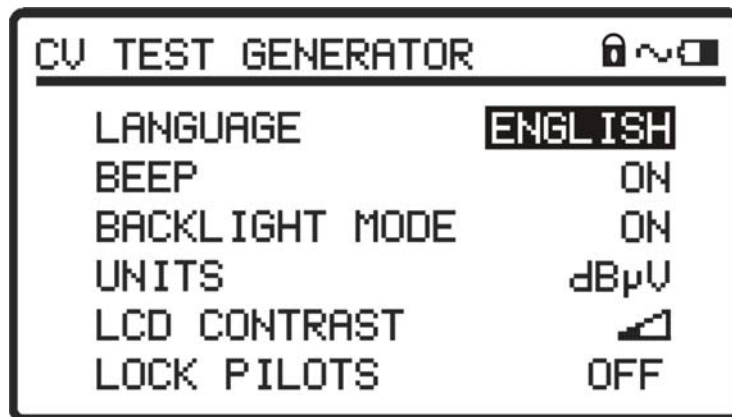 CV TEST GENERATOR
LANGUAGE ENGLISH
BEEP ON
BACKLIGHT MODE ON
UNITS dBµV
LCD CONTRAST
LOCK PILOTS OFF